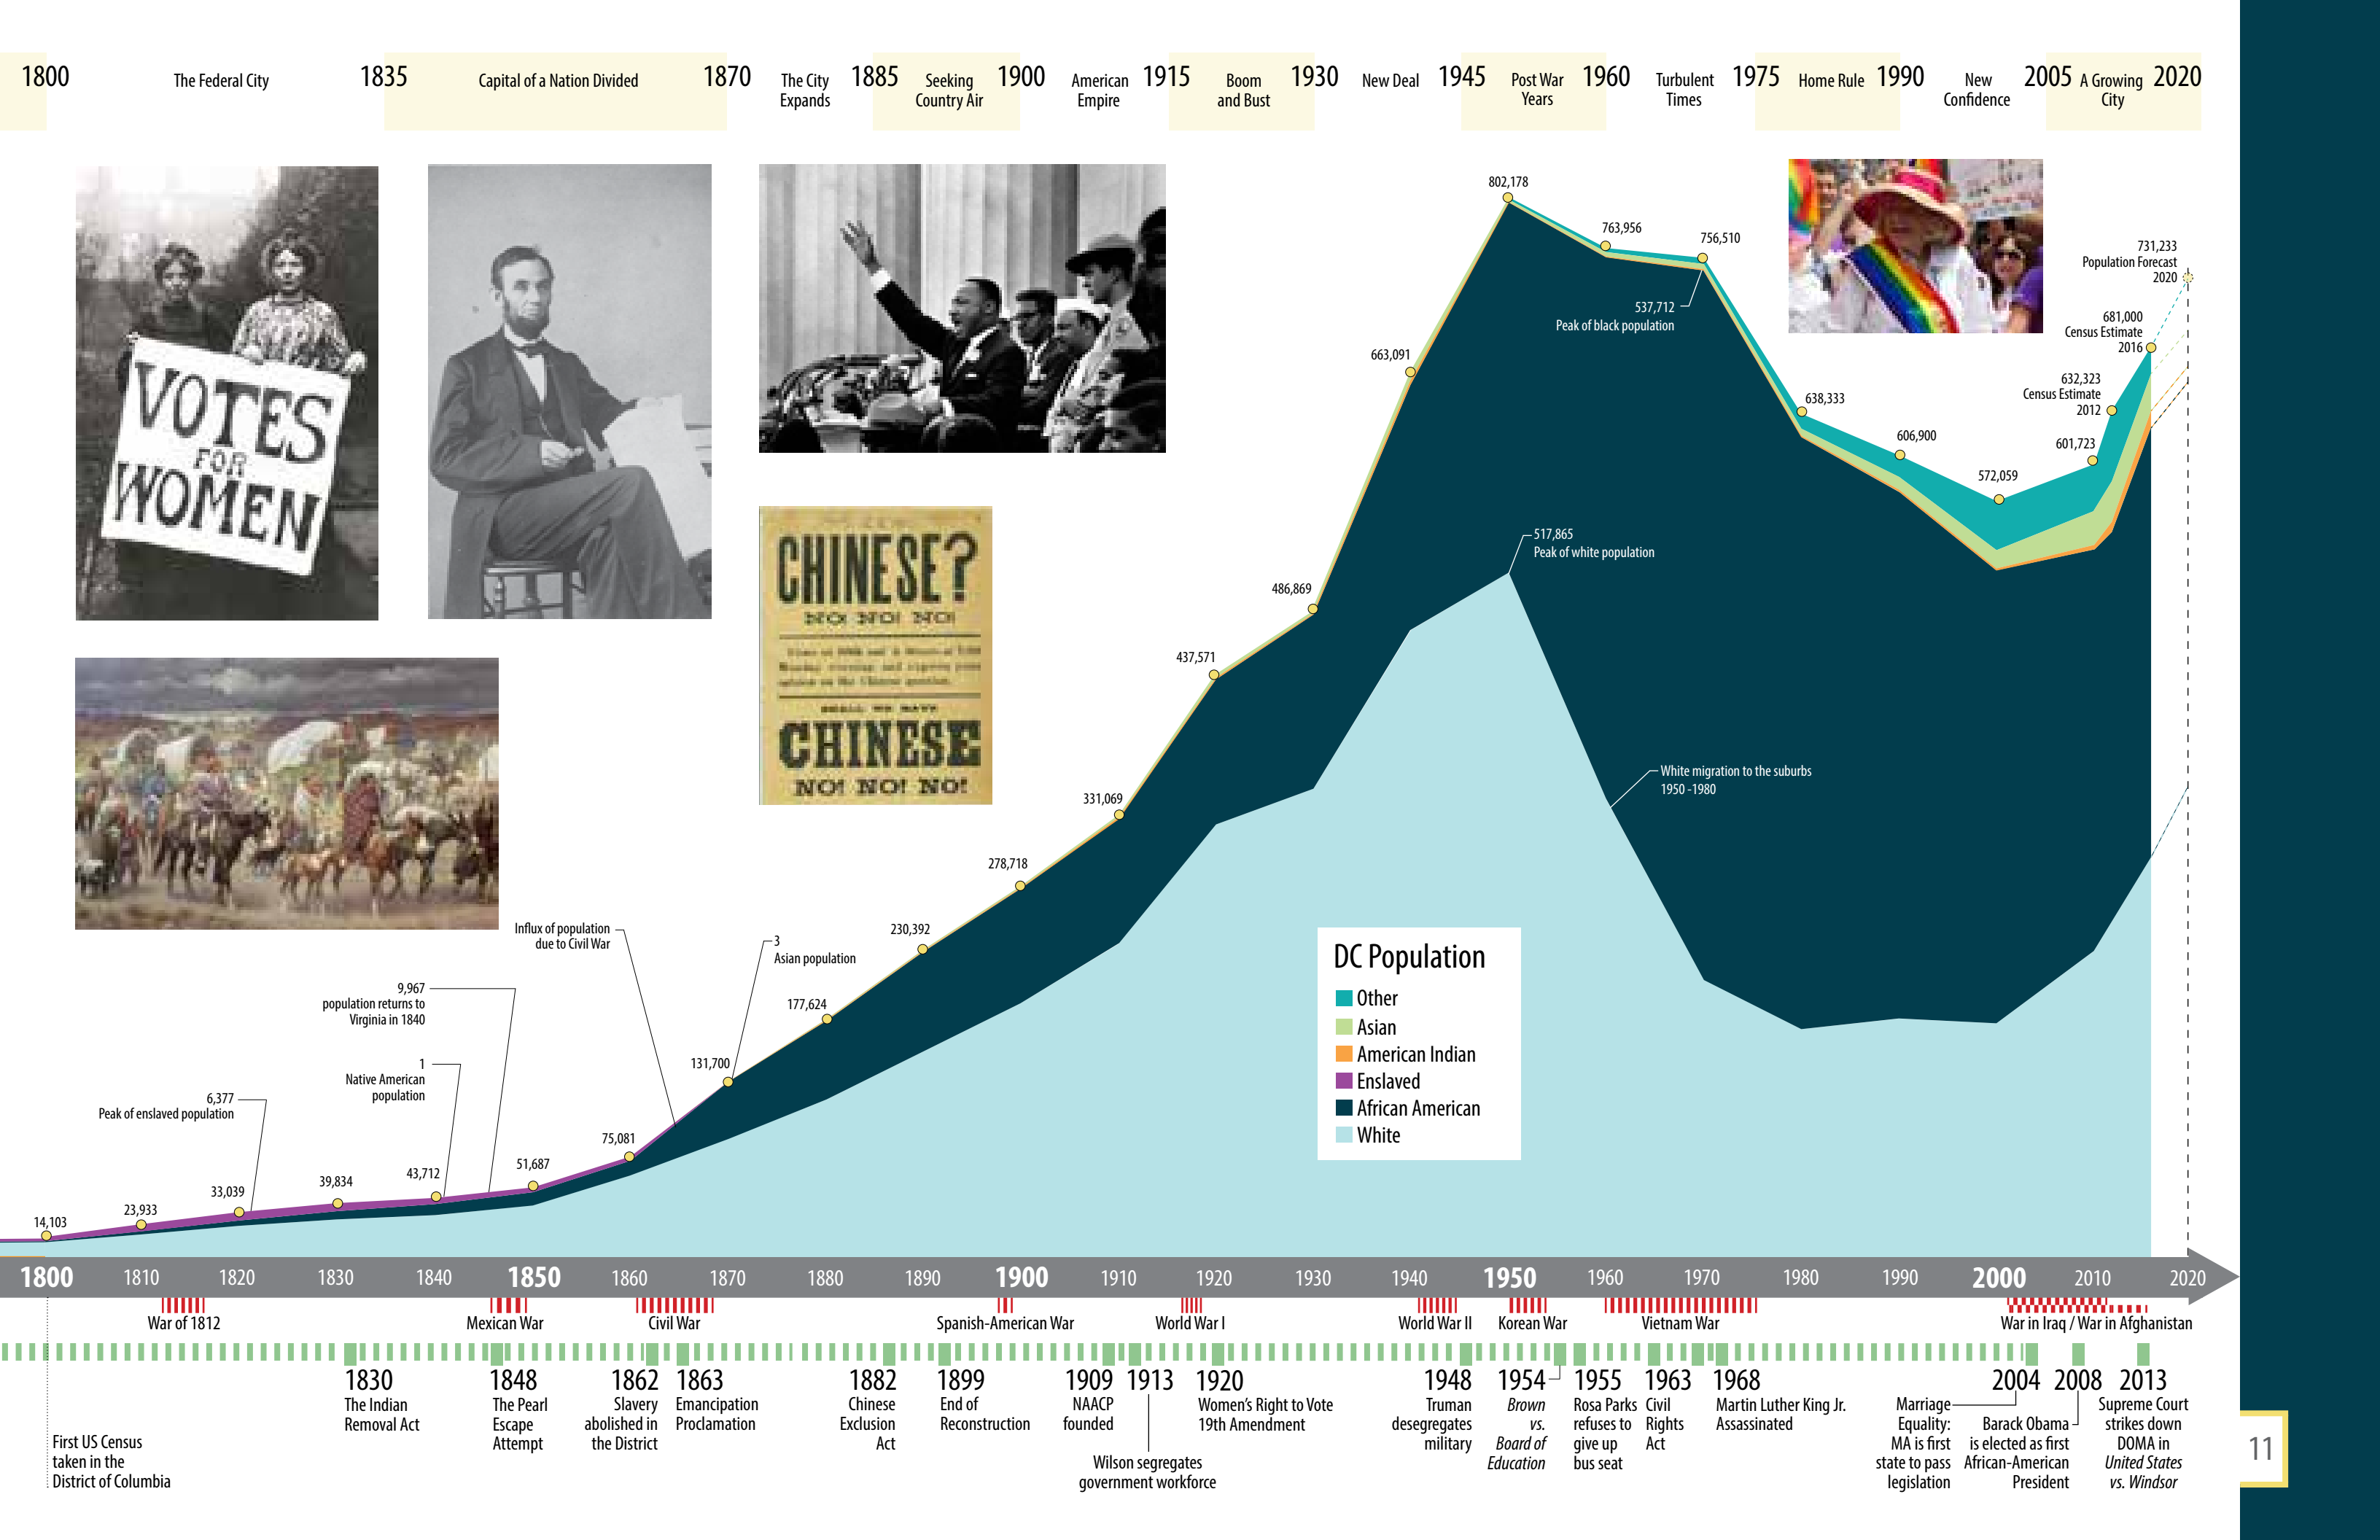 1800
The Federal City
1835
Capital of a Nation Divided
1870
The City
Expands
1885
Seeking
Country Air
1900
American
Empire
1915
Boom
and Bust
1930
New Deal
1945
Post War
Years
1960
Turbulent
Times
1975
Home Rule
1990
New
Confidence
2005
A Growing
City
2020
VOTES
FOR
WOMEN
CHINESE?
NO! NO! NO!
CHINESE
NO! NO! NO!
802,178
763,956
756,510
537,712
Peak of black population
731,233
Population Forecast
2020
681,000
Census Estimate
2016
632,323
Census Estimate
2012
601,723
663,091
638,333
606,900
572,059
517,865
Peak of white population
486,869
437,571
White migration to the suburbs
1950 -1980
331,069
278,718
230,392
177,624
131,700
Influx of population
due to Civil War
3
Asian population
9,967
population returns to
Virginia in 1840
1
Native American
population
6,377
Peak of enslaved population
75,081
51,687
43,712
39,834
33,039
23,933
14,103
DC Population
Other
Asian
American Indian
Enslaved
African American
White
1800
1810
1820
1830
1840
1850
1860
1870
1880
1890
1900
1910
1920
1930
1940
1950
1960
1970
1980
1990
2000
2010
2020
War of 1812
Mexican War
Civil War
Spanish-American War
World War I
World War II
Korean War
Vietnam War
War in Iraq / War in Afghanistan
First US Census
taken in the
District of Columbia
1830
The Indian
Removal Act
1848
The Pearl
Escape
Attempt
1862
Slavery
abolished in
the District
1863
Emancipation
Proclamation
1882
Chinese
Exclusion
Act
1899
End of
Reconstruction
1909
NAACP
founded
1913
Wilson segregates
government workforce
1920
Women's Right to Vote
19th Amendment
1948
Truman
desegregates
military
1954
Brown
vs.
Board of
Education
1955
Rosa Parks
refuses to
give up
bus seat
1963
Civil
Rights
Act
1968
Martin Luther King Jr.
Assassinated
2004
Marriage
Equality:
MA is first
state to pass
legislation
2008
Barack Obama
is elected as first
African-American
President
2013
Supreme Court
strikes down
DOMA in
United States
vs. Windsor
11